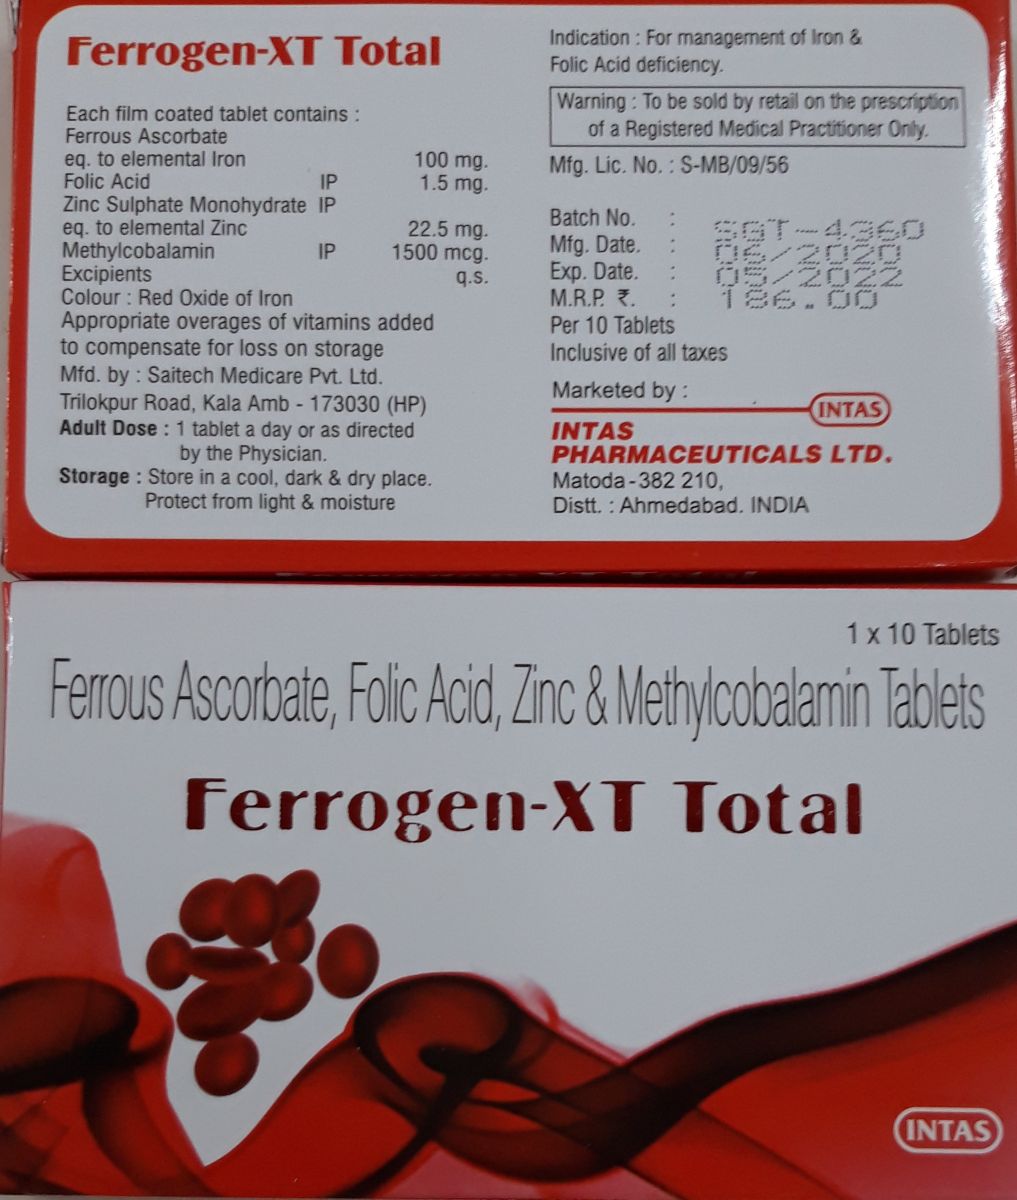 Ferrogen-XT Total
Each film coated tablet contains :
Ferrous Ascorbate
eq. to elemental Iron 100 mg.
Folic Acid IP 1.5 mg.
Zinc Sulphate Monohydrate IP
eq. to elemental Zinc 22.5 mg.
Methylcobalamin IP 1500 mcg.
Excipients q.s.
Colour : Red Oxide of Iron
Appropriate overages of vitamins added
to compensate for loss on storage
Mfd. by : Saitech Medicare Pvt. Ltd.
Trilokpur Road, Kala Amb - 173030 (HP)
Adult Dose : 1 tablet a day or as directed
by the Physician.
Storage : Store in a cool, dark & dry place.
Protect from light & moisture
Indication : For management of Iron &
Folic Acid deficiency.
Warning : To be sold by retail on the prescription
of a Registered Medical Practitioner Only.
Mfg. Lic. No. : S-MB/09/56
Batch No. : SGT-4360
Mfg. Date. : 06/2020
Exp. Date. : 05/2022
M.R.P. ₹. : 186.00
Per 10 Tablets
Inclusive of all taxes
Marketed by :
INTAS
INTAS
PHARMACEUTICALS LTD.
Matoda-382 210,
Distt. : Ahmedabad. INDIA
1 x 10 Tablets
Ferrous Ascorbate, Folic Acid, Zinc & Methylcobalamin Tablets
Ferrogen-XT Total
INTAS